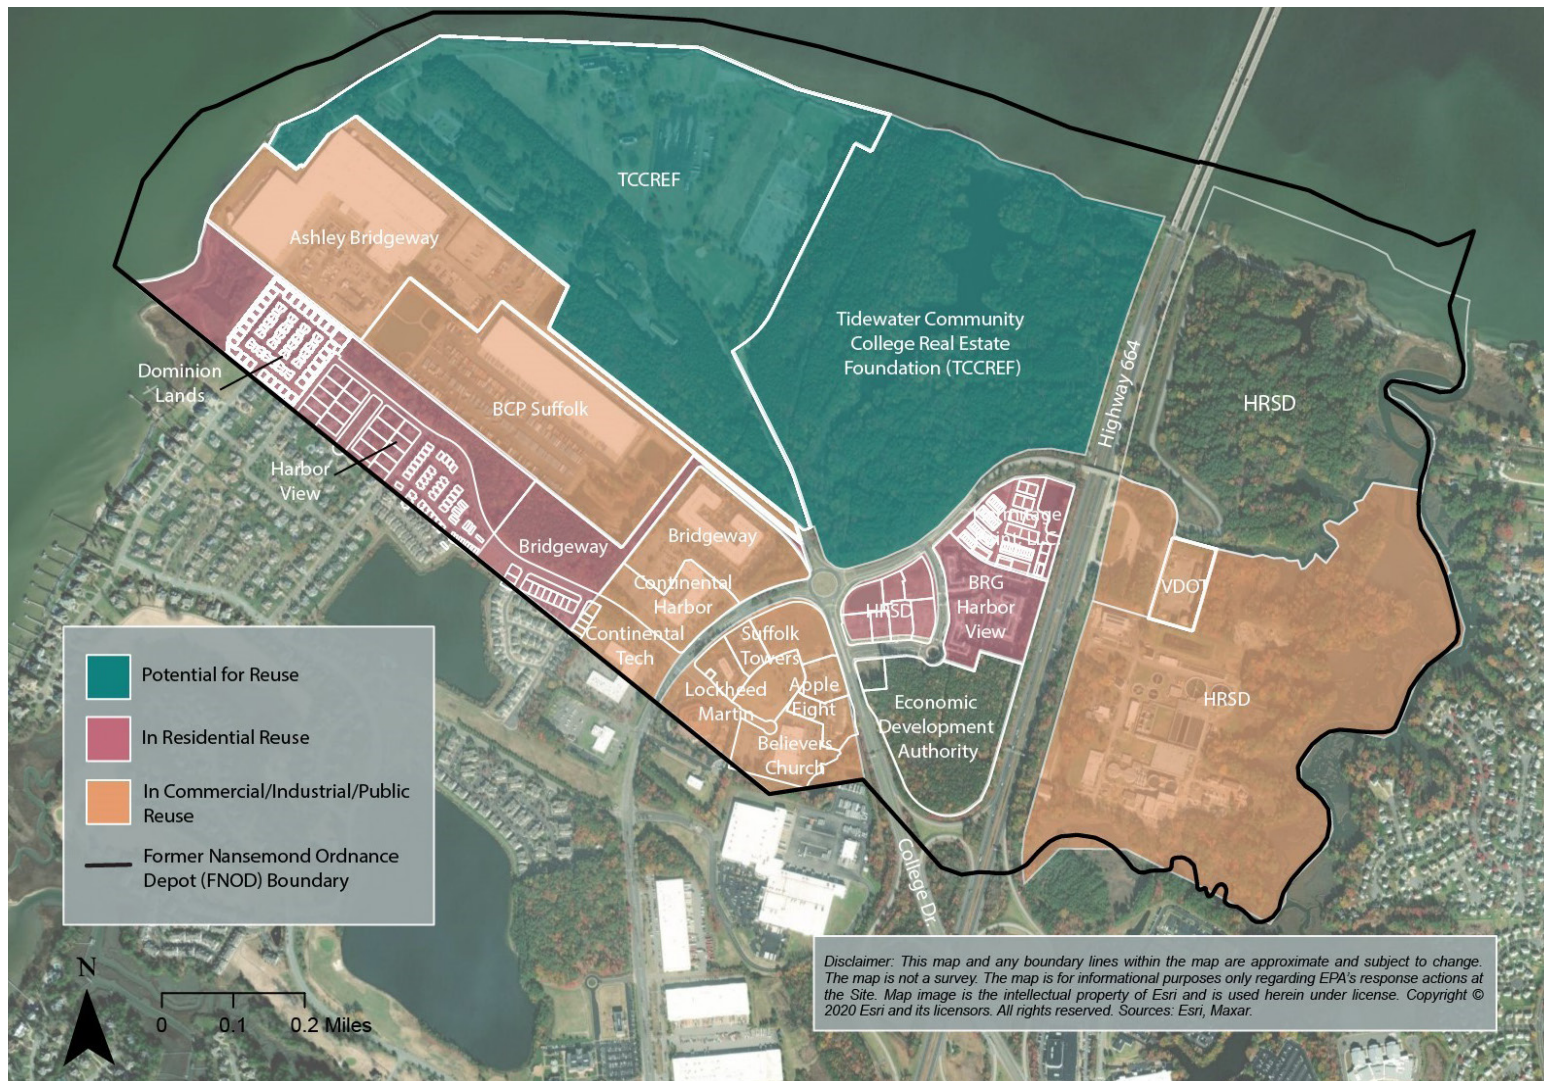 TCCREF
Ashley Bridgeway
Tidewater Community
College Real Estate
Foundation (TCCREF)
Highway 664
HRSD
Dominion
Lands
BCP Suffolk
Harbor
View
Bridgeway
Bridgeway
Continental
Harbor
Continental
Tech
Suffolk
Towers
Lockheed
Martin
Apple
Eight
Believers
Church
HRSD
BRG
Harbor
View
VDOT
HRSD
Economic
Development
Authority
College Dr
Potential for Reuse
In Residential Reuse
In Commercial/Industrial/Public
Reuse
Former Nansemond Ordnance
Depot (FNOD) Boundary
N
0 0.1 0.2 Miles
Disclaimer: This map and any boundary lines within the map are approximate and subject to change.
The map is not a survey. The map is for informational purposes only regarding EPA's response actions at
the Site. Map image is the intellectual property of Esri and is used herein under license. Copyright ©
2020 Esri and its licensors. All rights reserved. Sources: Esri, Maxar.